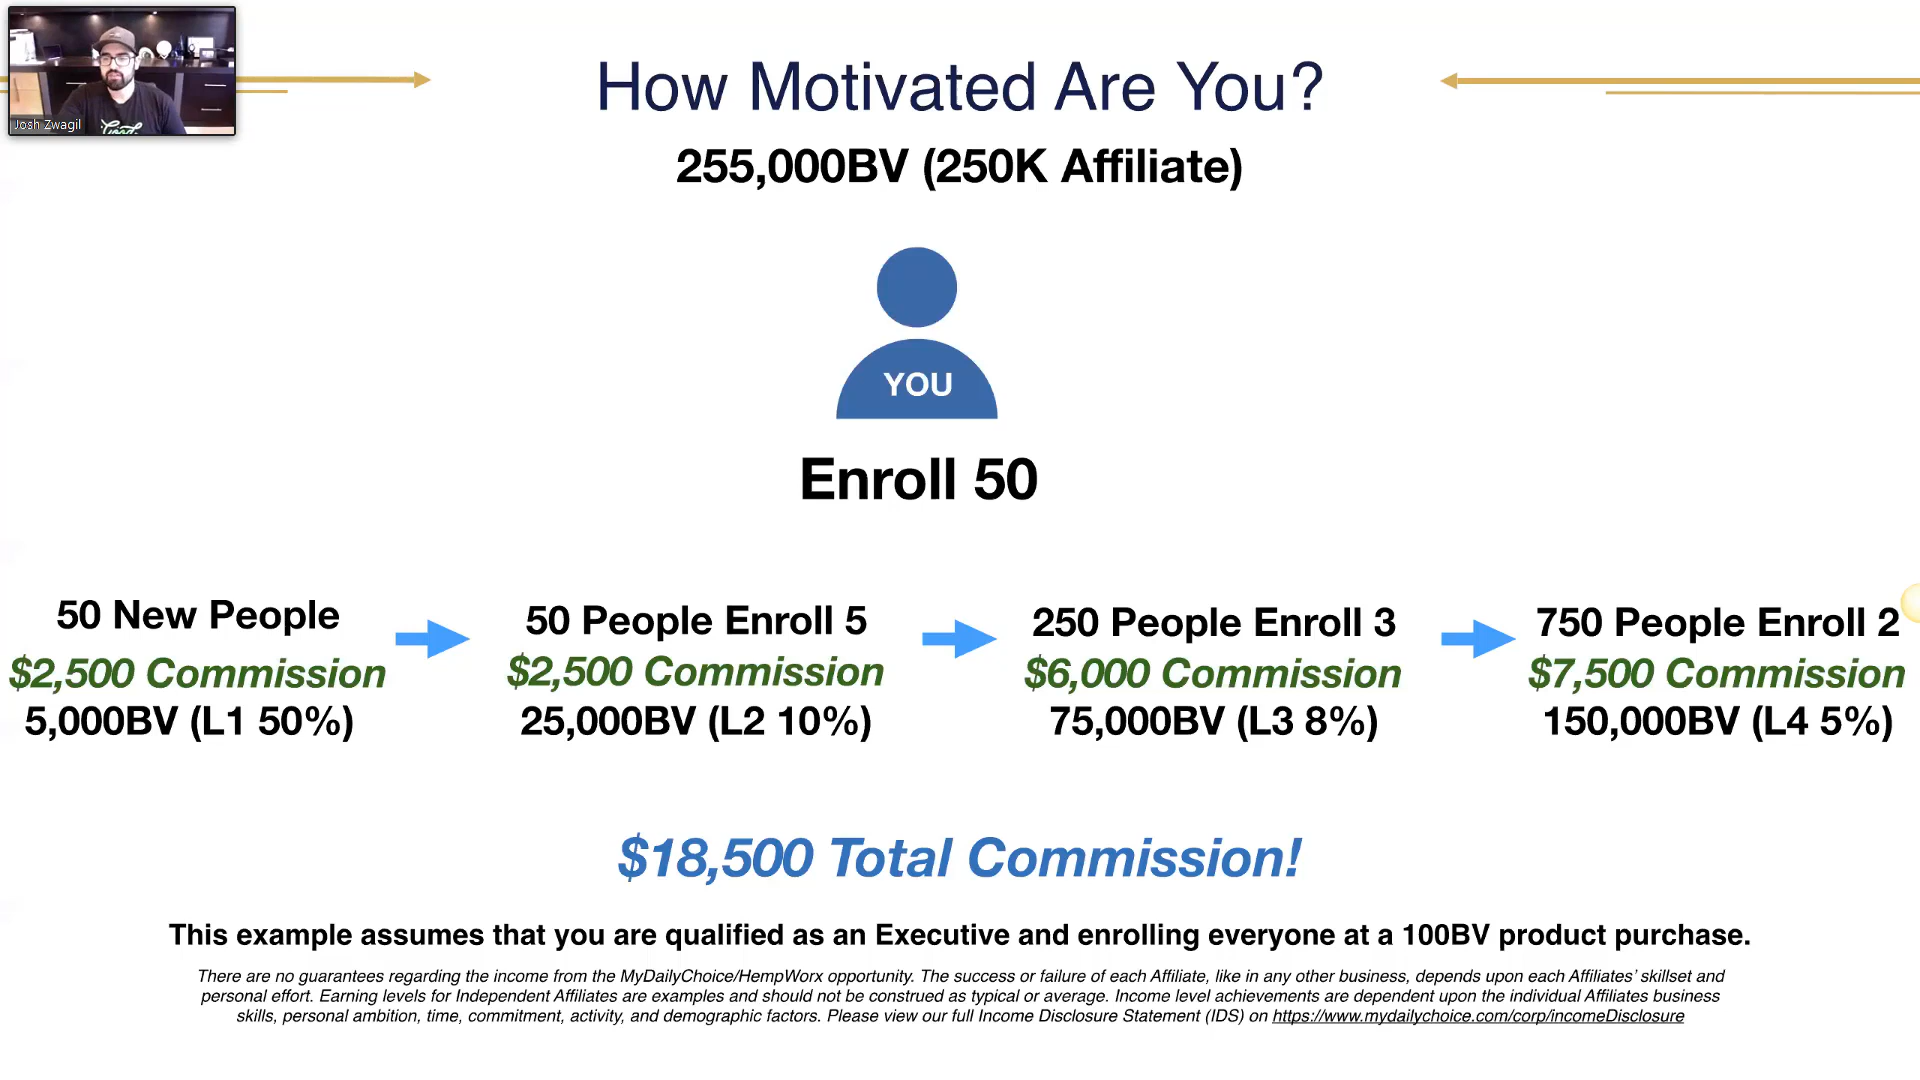 Josh Zwagil
How Motivated Are You?
255,000BV (250K Affiliate)
YOU
Enroll 50
50 New People
$2,500 Commission
5,000BV (L1 50%)
50 People Enroll 5
$2,500 Commission
25,000BV (L2 10%)
250 People Enroll 3
$6,000 Commission
75,000BV (L3 8%)
750 People Enroll 2
$7,500 Commission
150,000BV (L4 5%)
$18,500 Total Commission!
This example assumes that you are qualified as an Executive and enrolling everyone at a 100BV product purchase.
There are no guarantees regarding the income from the MyDailyChoice/HempWorx opportunity. The success or failure of each Affiliate, like in any other business, depends upon each Affiliates' skillset and
personal effort. Earning levels for Independent Affiliates are examples and should not be construed as typical or average. Income level achievements are dependent upon the individual Affiliates business
skills, personal ambition, time, commitment, activity, and demographic factors. Please view our full Income Disclosure Statement (IDS) on https://www.mydailychoice.com/corp/incomeDisclosure